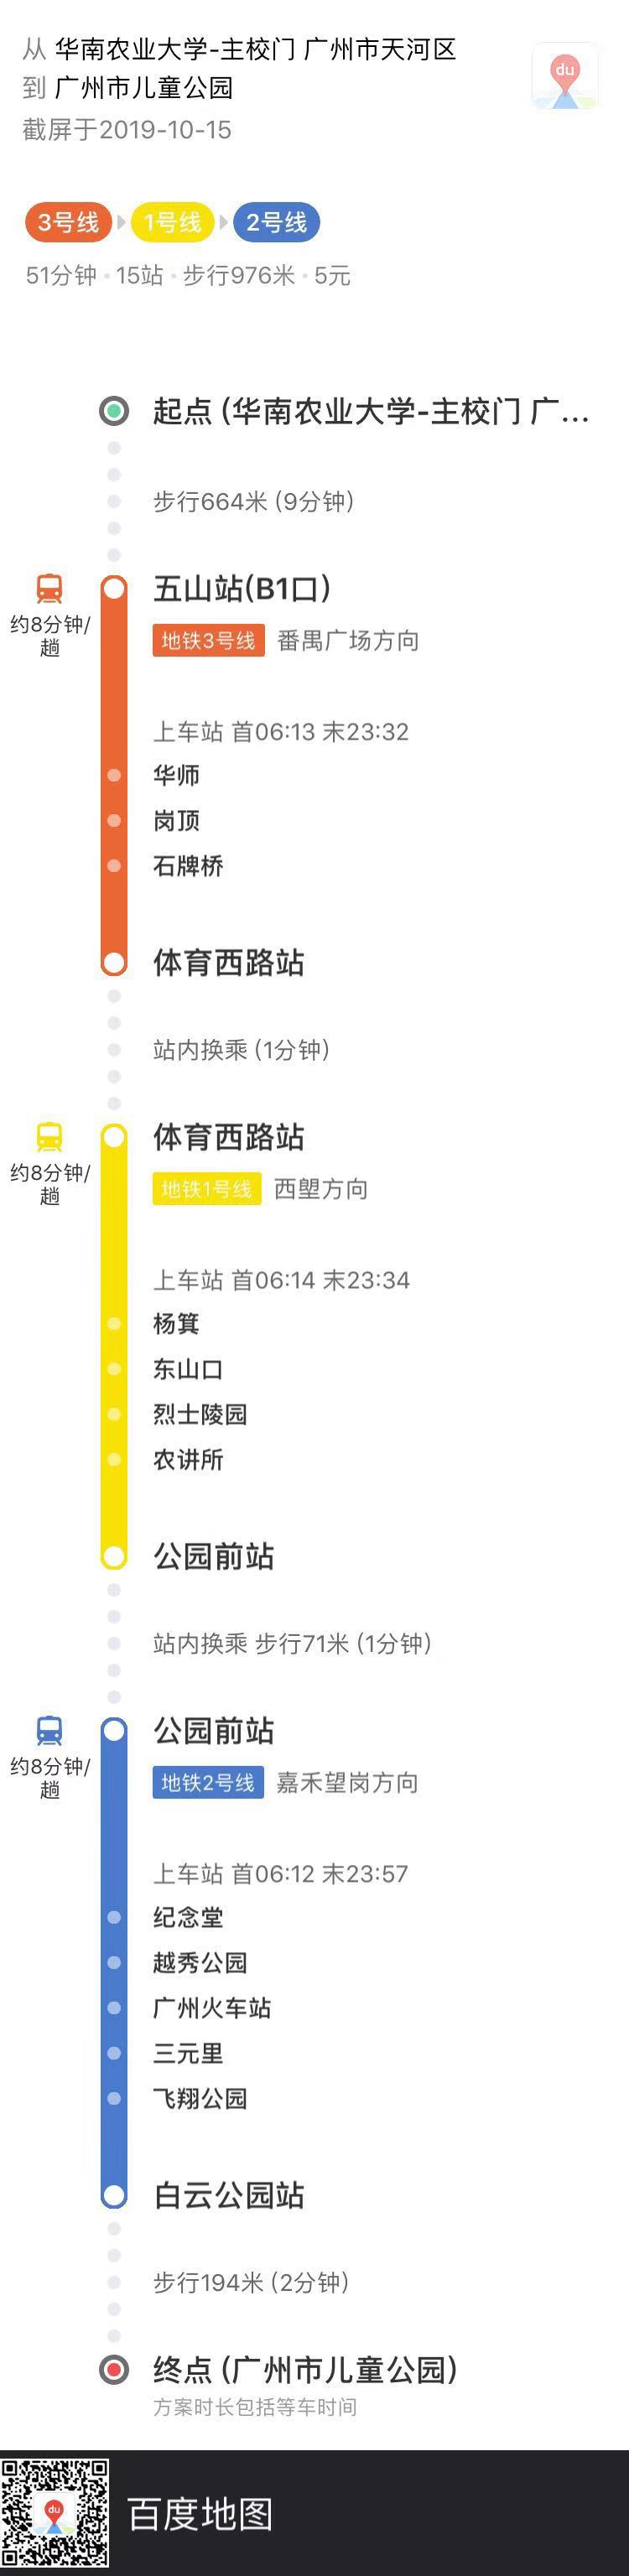 从 华南农业大学-主校门 广州市天河区
到 广州市儿童公园
截屏于2019-10-15
du
3号线 1号线 2号线
51分钟·15站·步行976米·5元
起点 (华南农业大学-主校门 广...
步行664米 (9分钟)
五山站(B1口)
约8分钟/
趟
地铁3号线 番禺广场方向
上车站 首06:13 末23:32
华师
岗顶
石牌桥
体育西路站
站内换乘 (1分钟)
体育西路站
约8分钟/
趟
地铁1号线 西塱方向
上车站 首06:14 末23:34
杨箕
东山口
烈士陵园
农讲所
公园前站
站内换乘 步行71米 (1分钟)
公园前站
约8分钟/
趟
地铁2号线 嘉禾望岗方向
上车站 首06:12 末23:57
纪念堂
越秀公园
广州火车站
三元里
飞翔公园
白云公园站
步行194米 (2分钟)
终点 (广州市儿童公园)
方案时长包括等车时间
du
百度地图